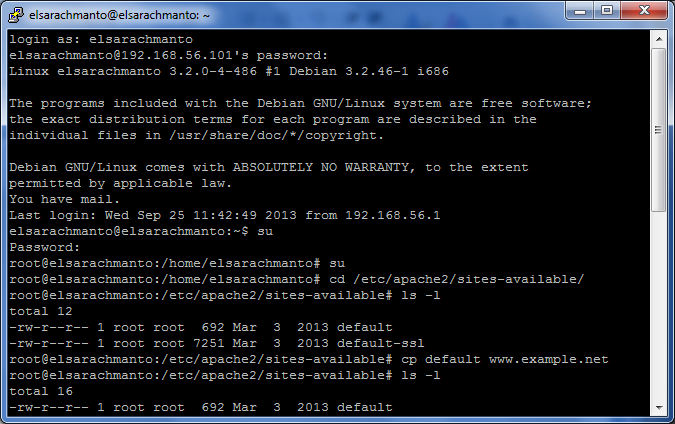 elsarachmanto@elsarachmanto: ~
login as: elsarachmanto
elsarachmanto@192.168.56.101's password:
Linux elsarachmanto 3.2.0-4-486 #1 Debian 3.2.46-1 i686
The programs included with the Debian GNU/Linux system are free software;
the exact distribution terms for each program are described in the
individual files in /usr/share/doc/*/copyright.
Debian GNU/Linux comes with ABSOLUTELY NO WARRANTY, to the extent
permitted by applicable law.
You have mail.
Last login: Wed Sep 25 11:42:49 2013 from 192.168.56.1
elsarachmanto@elsarachmanto:~$ su
Password:
root@elsarachmanto:/home/elsarachmanto# su
root@elsarachmanto:/home/elsarachmanto# cd /etc/apache2/sites-available/
root@elsarachmanto:/etc/apache2/sites-available# ls -l
total 12
-rw-r--r-- 1 root root  692 Mar  3  2013 default
-rw-r--r-- 1 root root 7251 Mar  3  2013 default-ssl
root@elsarachmanto:/etc/apache2/sites-available# cp default www.example.net
root@elsarachmanto:/etc/apache2/sites-available# ls -l
total 16
-rw-r--r-- 1 root root  692 Mar  3  2013 default